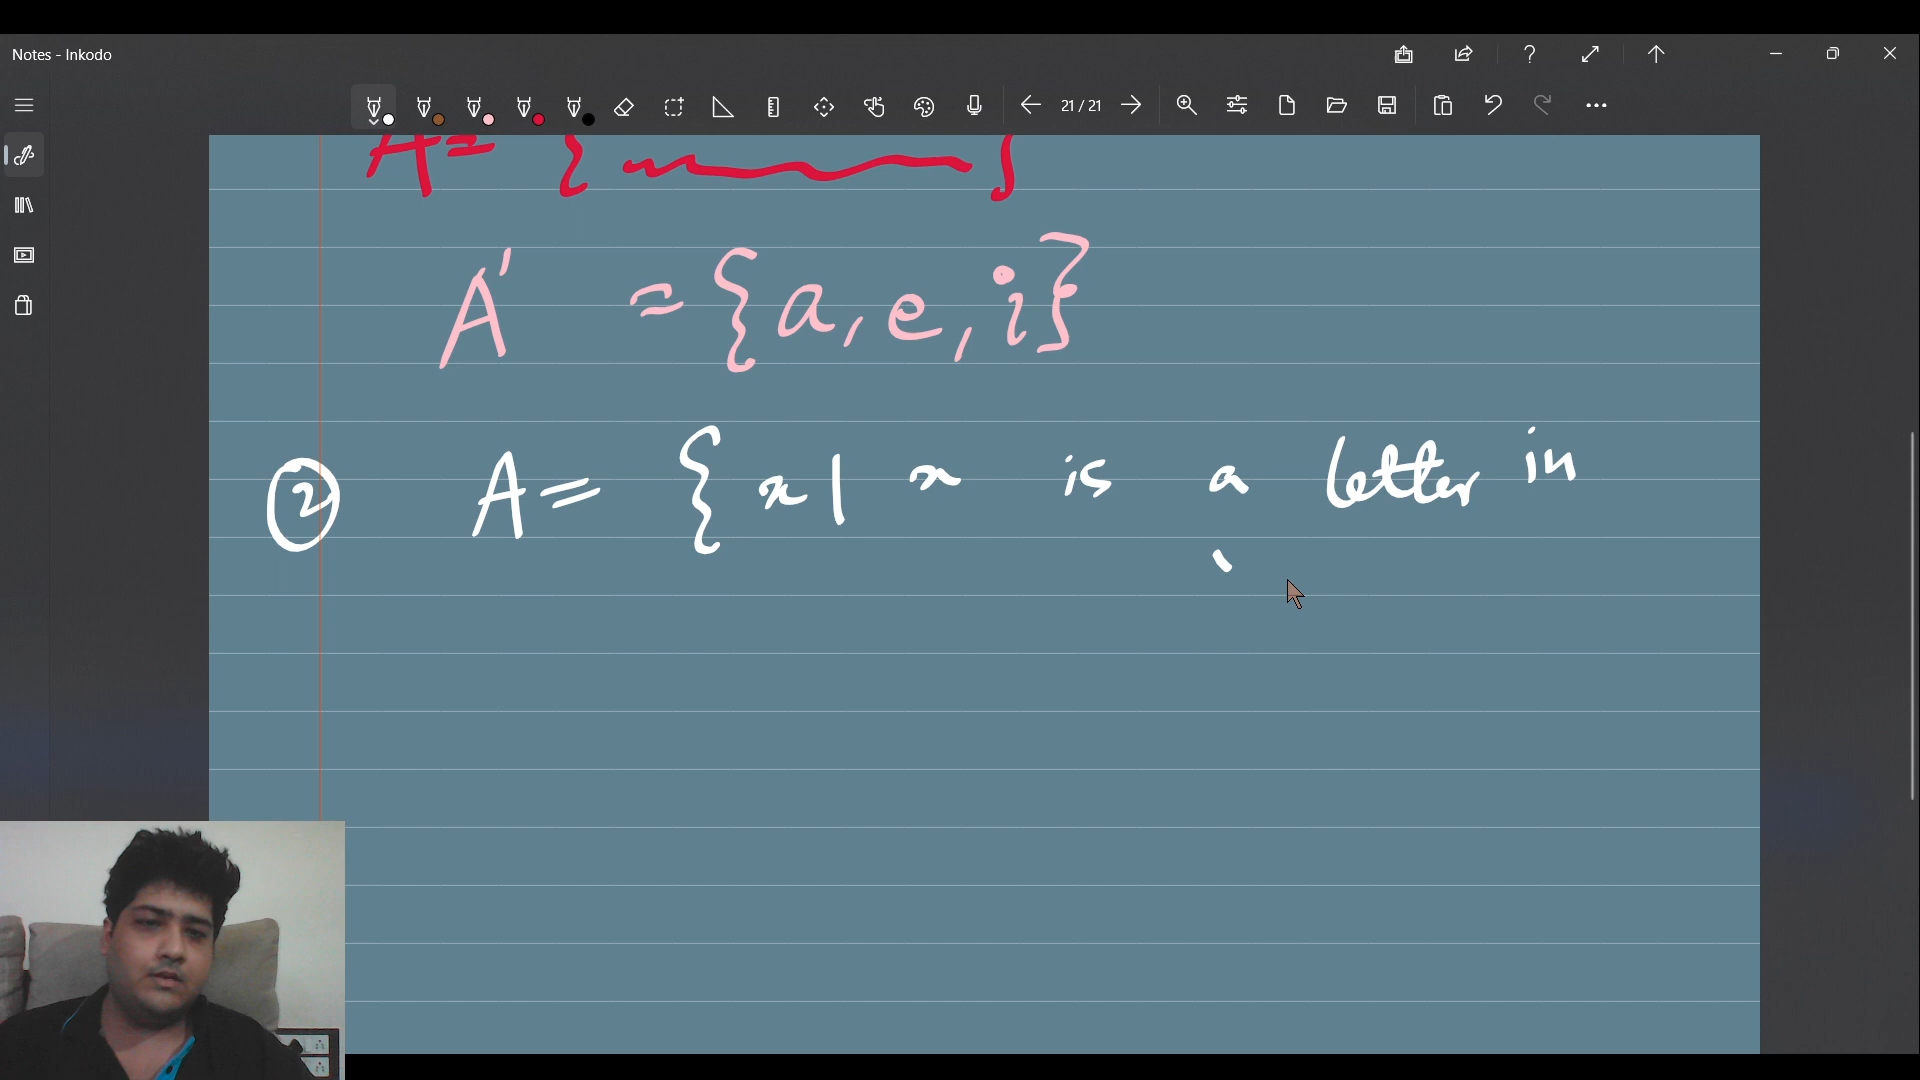 Notes - Inkodo
21 / 21
A = {
A' = {a, e, i}
② A = { x | x is a letter in